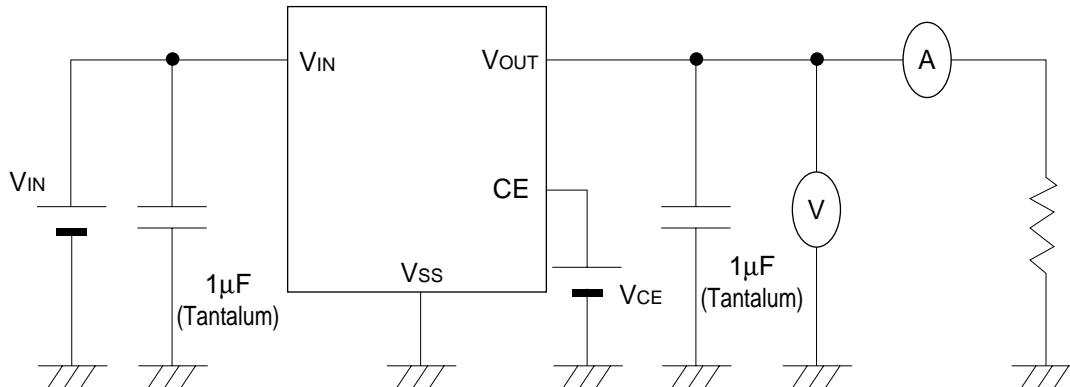 VIN
VOUT
A
VIN
CE
V
VSS
1μF
(Tantalum)
VCE
1μF
(Tantalum)